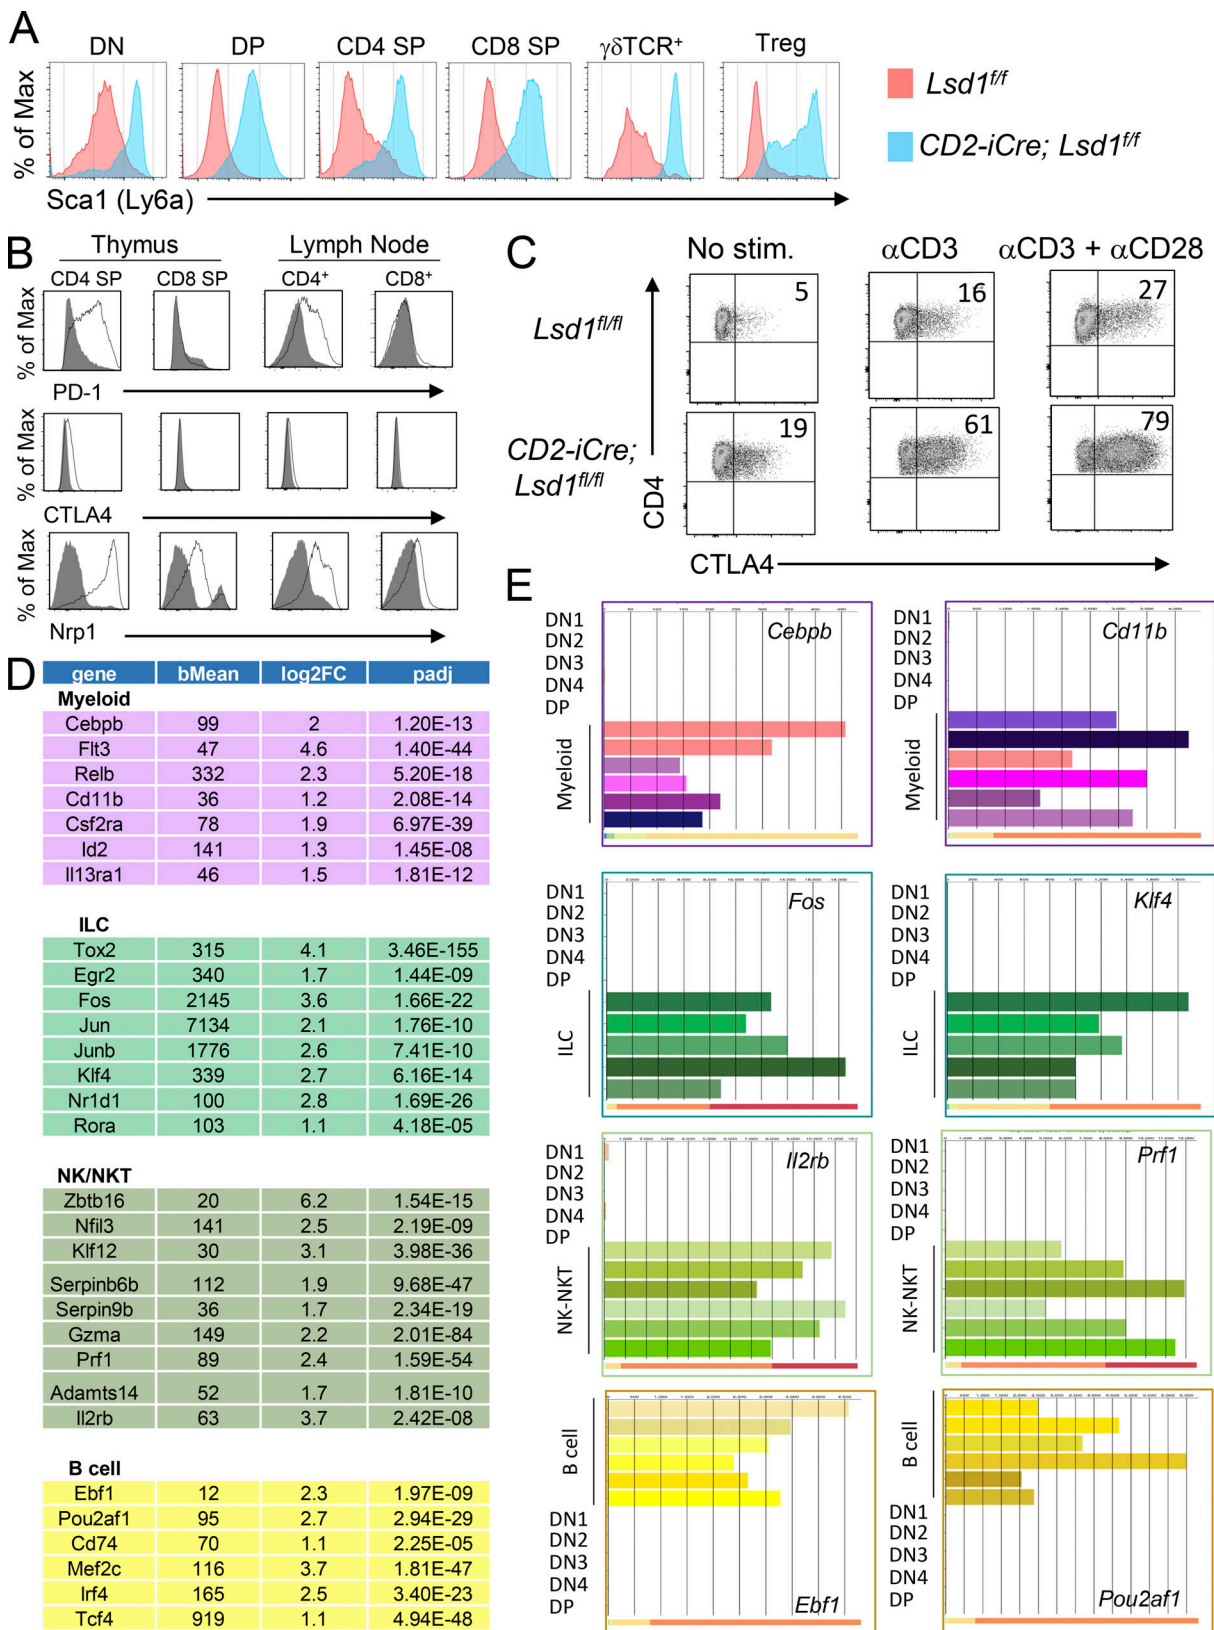 A
DN DP CD4 SP CD8 SP γδTCR+ Treg
% of Max
Sca1 (Ly6a)
Lsd1f/f
CD2-iCre; Lsd1f/f
B
Thymus Lymph Node
CD4 SP CD8 SP CD4+ CD8+
% of Max
PD-1
% of Max
CTLA4
% of Max
Nrp1
C
No stim. αCD3 αCD3 + αCD28
Lsd1fl/fl
5 16 27
CD2-iCre;
Lsd1fl/fl
19 61 79
CD4
CTLA4
D
gene bMean log2FC padj
Myeloid
Cebpb 99 2 1.20E-13
Flt3 47 4.6 1.40E-44
Relb 332 2.3 5.20E-18
Cd11b 36 1.2 2.08E-14
Csf2ra 78 1.9 6.97E-39
Id2 141 1.3 1.45E-08
Il13ra1 46 1.5 1.81E-12
ILC
Tox2 315 4.1 3.46E-155
Egr2 340 1.7 1.44E-09
Fos 2145 3.6 1.66E-22
Jun 7134 2.1 1.76E-10
Junb 1776 2.6 7.41E-10
Klf4 339 2.7 6.16E-14
Nr1d1 100 2.8 1.69E-26
Rora 103 1.1 4.18E-05
NK/NKT
Zbtb16 20 6.2 1.54E-15
Nfil3 141 2.5 2.19E-09
Klf12 30 3.1 3.98E-36
Serpinb6b 112 1.9 9.68E-47
Serpin9b 36 1.7 2.34E-19
Gzma 149 2.2 2.01E-84
Prf1 89 2.4 1.59E-54
Adamts14 52 1.7 1.81E-10
Il2rb 63 3.7 2.42E-08
B cell
Ebf1 12 2.3 1.97E-09
Pou2af1 95 2.7 2.94E-29
Cd74 70 1.1 2.25E-05
Mef2c 116 3.7 1.81E-47
Irf4 165 2.5 3.40E-23
Tcf4 919 1.1 4.94E-48
E
Cebpb
DN1
DN2
DN3
DN4
DP
Myeloid
Cd11b
DN1
DN2
DN3
DN4
DP
Myeloid
Fos
DN1
DN2
DN3
DN4
DP
ILC
Klf4
DN1
DN2
DN3
DN4
DP
ILC
Il2rb
DN1
DN2
DN3
DN4
DP
NK-NKT
Prf1
DN1
DN2
DN3
DN4
DP
NK-NKT
B cell
DN1
DN2
DN3
DN4
DP
Ebf1
B cell
DN1
DN2
DN3
DN4
DP
Pou2af1